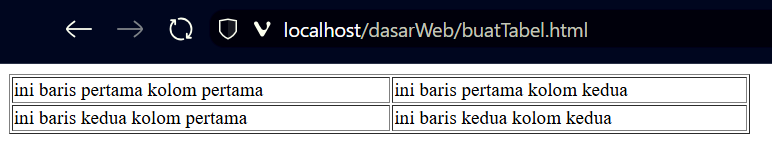 localhost/dasarWeb/buatTabel.html
ini baris pertama kolom pertama ini baris pertama kolom kedua
ini baris kedua kolom pertama ini baris kedua kolom kedua